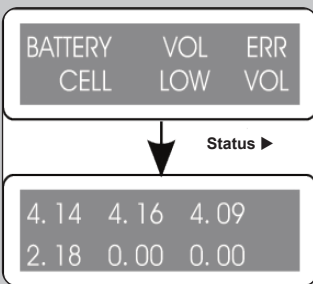 BATTERY VOL ERR
CELL LOW VOL
Status ▶
4. 14 4. 16 4. 09
2. 18 0. 00 0. 00